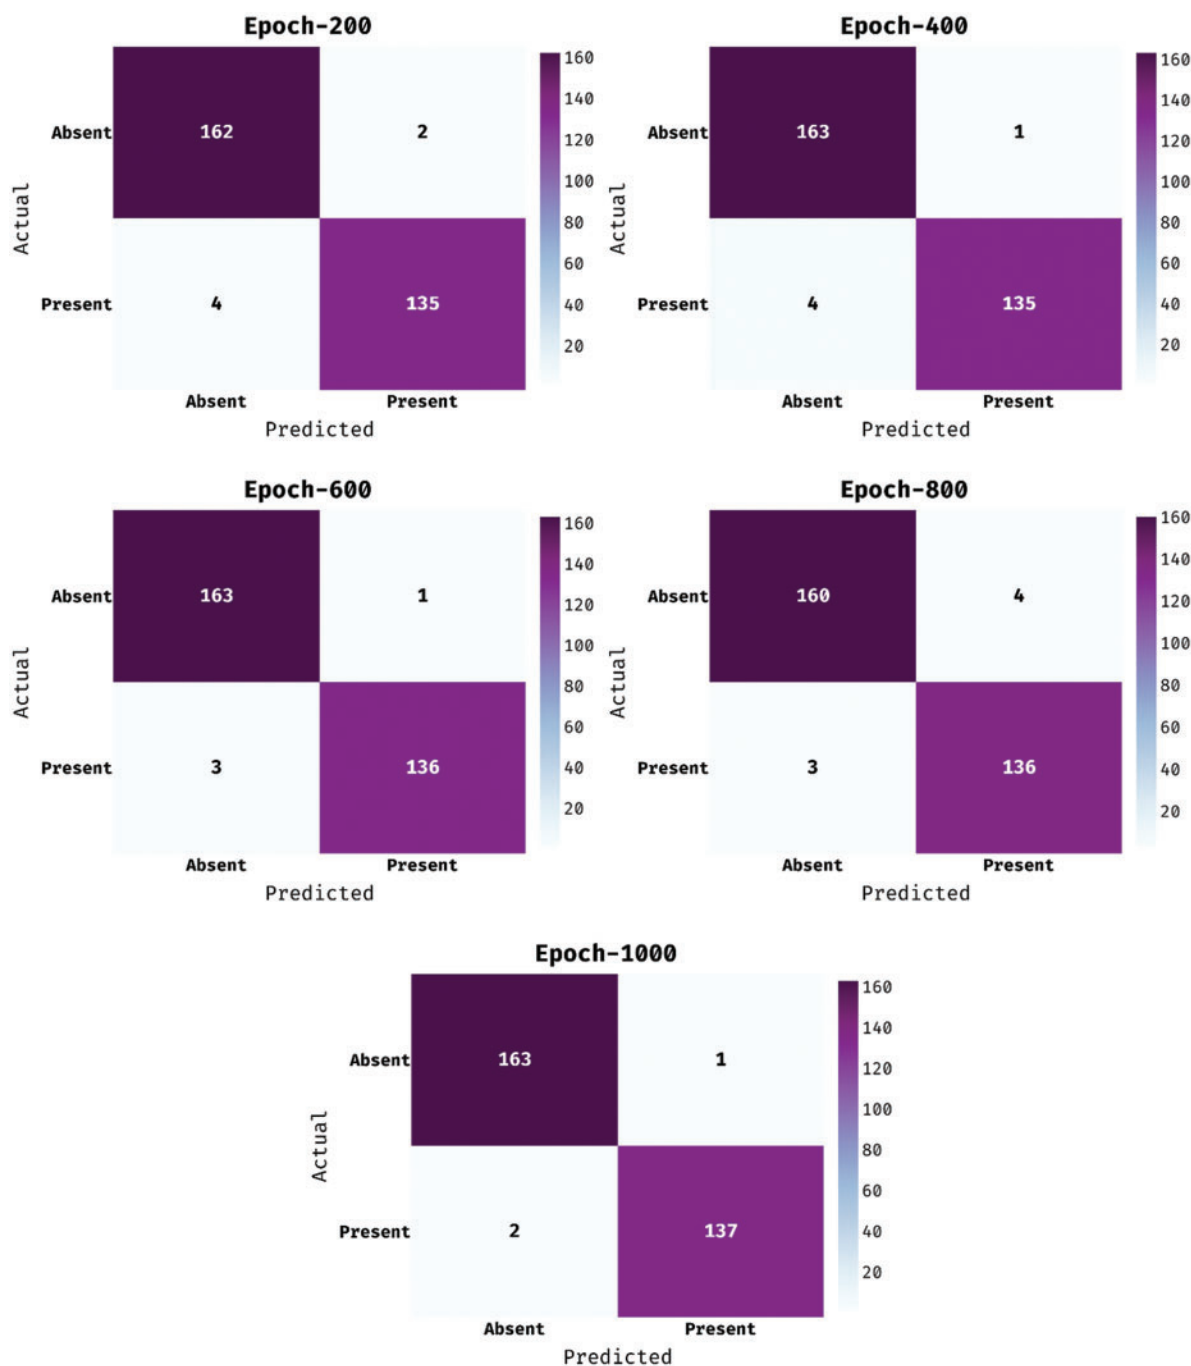 Epoch-200
160
140
120
100
80
60
40
20
Absent
Present
Actual
162 2
4 135
Absent Present
Predicted
Epoch-400
160
140
120
100
80
60
40
20
Absent
Present
Actual
163 1
4 135
Absent Present
Predicted
Epoch-600
160
140
120
100
80
60
40
20
Absent
Present
Actual
163 1
3 136
Absent Present
Predicted
Epoch-800
160
140
120
100
80
60
40
20
Absent
Present
Actual
160 4
3 136
Absent Present
Predicted
Epoch-1000
160
140
120
100
80
60
40
20
Absent
Present
Actual
163 1
2 137
Absent Present
Predicted